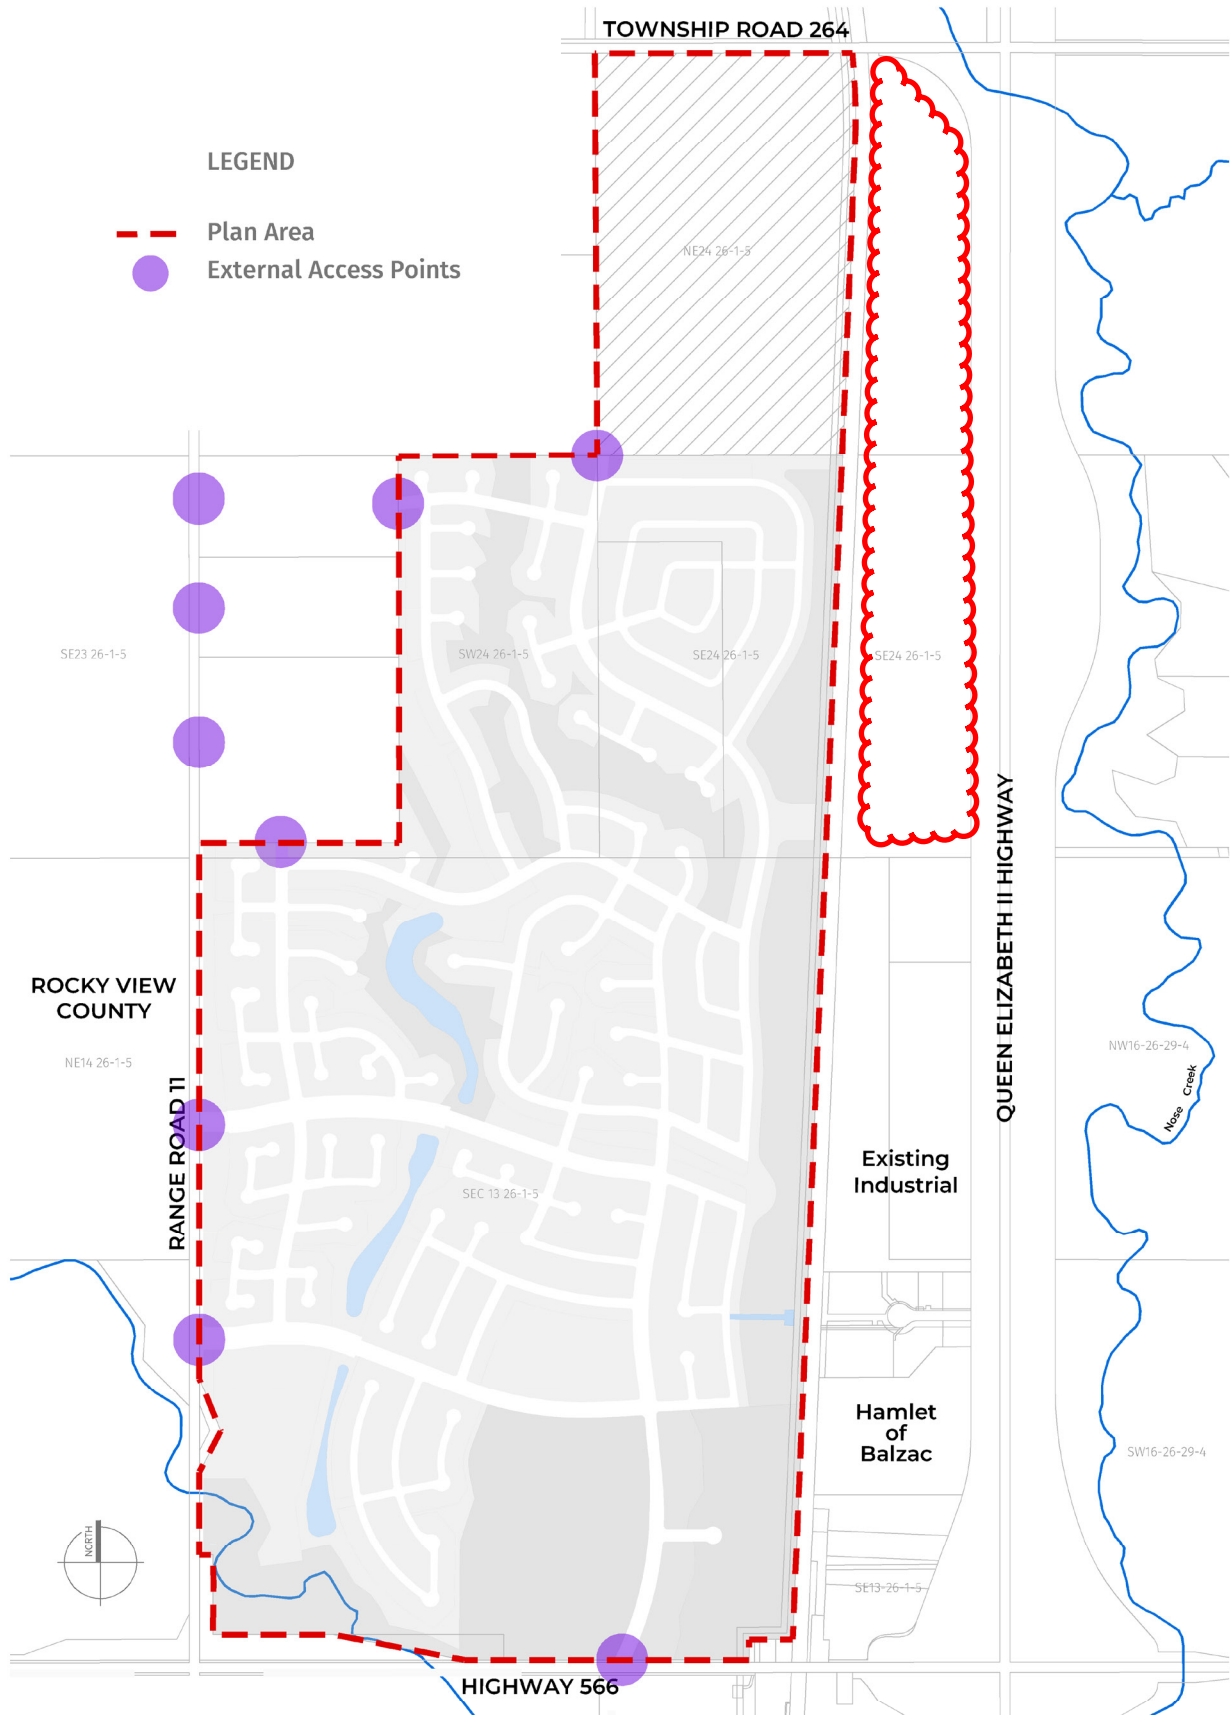 TOWNSHIP ROAD 264
LEGEND
Plan Area
External Access Points
NE24 26-1-5
SE23 26-1-5
SW24 26-1-5
SE24 26-1-5
SE24 26-1-5
QUEEN ELIZABETH II HIGHWAY
ROCKY VIEW
COUNTY
NE14 26-1-5
NW16-26-29-4
Nose Creek
RANGE ROAD 11
Existing
Industrial
SEC 13 26-1-5
Hamlet
of
Balzac
SW16-26-29-4
NORTH
SE13-26-1-5
HIGHWAY 566